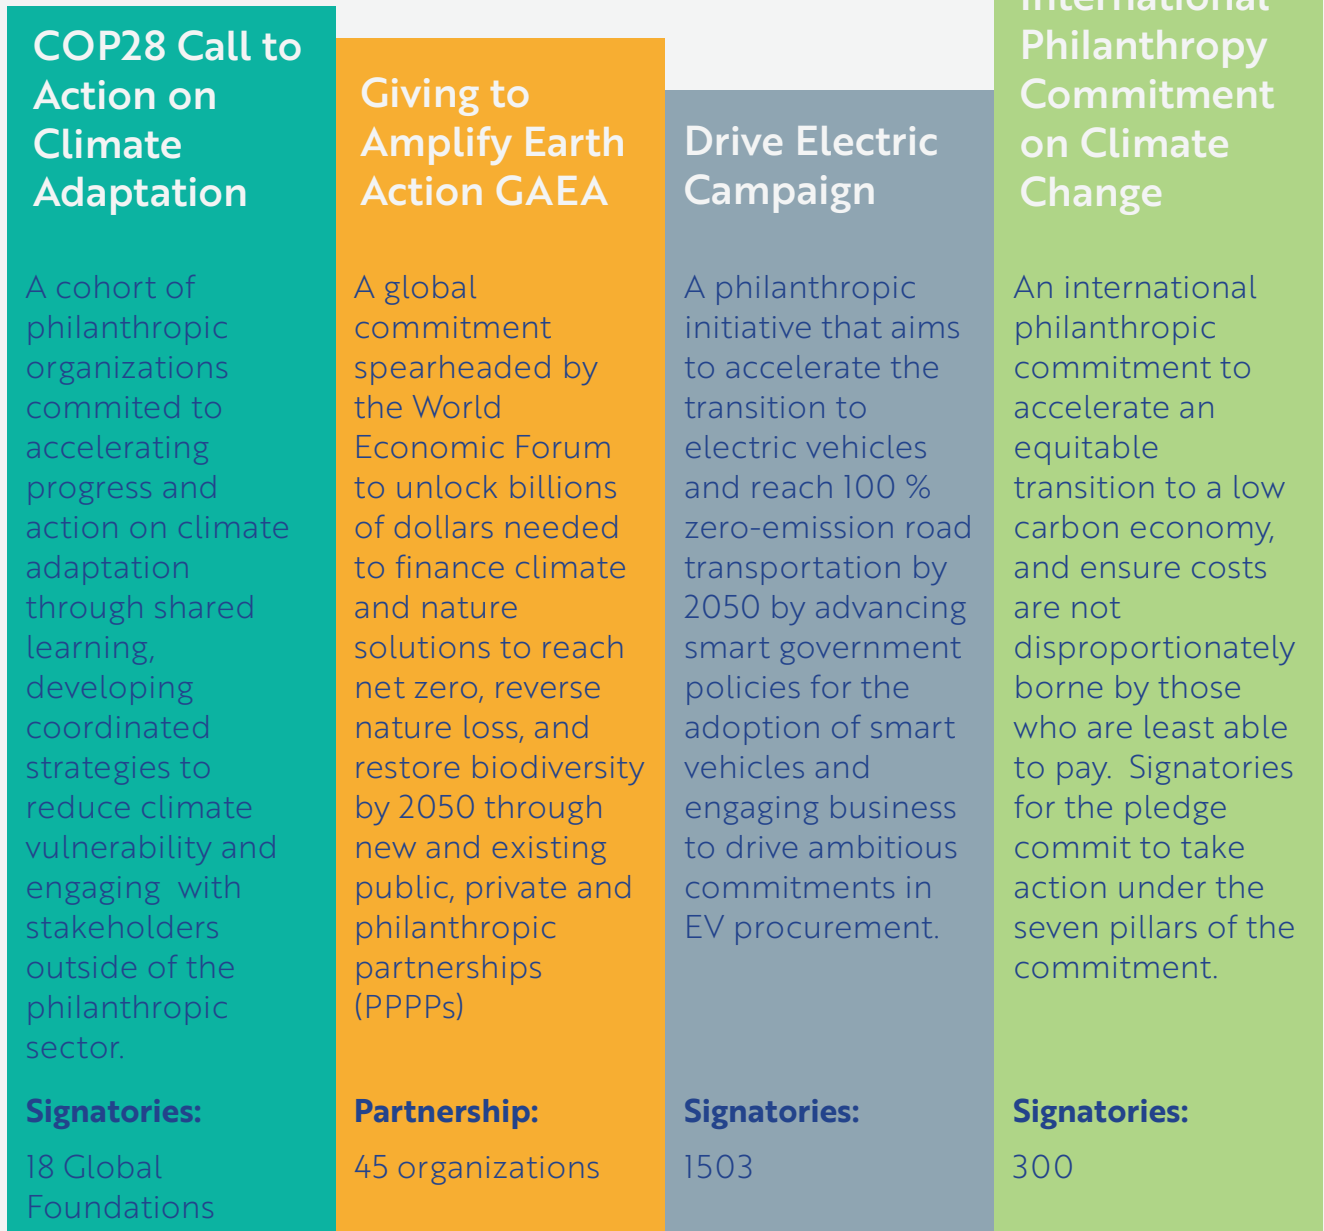 COP28 Call to
Action on
Climate
Adaptation
A cohort of
philanthropic
organizations
commited to
accelerating
progress and
action on climate
adaptation
through shared
learning,
developing
coordinated
strategies to
reduce climate
vulnerability and
engaging with
stakeholders
outside of the
philanthropic
sector.
Signatories:
18 Global
Foundations
Giving to
Amplify Earth
Action GAEA
A global
commitment
spearheaded by
the World
Economic Forum
to unlock billions
of dollars needed
to finance climate
and nature
solutions to reach
net zero, reverse
nature loss, and
restore biodiversity
by 2050 through
new and existing
public, private and
philanthropic
partnerships
(PPPPs)
Partnership:
45 organizations
Drive Electric
Campaign
A philanthropic
initiative that aims
to accelerate the
transition to
electric vehicles
and reach 100 %
zero-emission road
transportation by
2050 by advancing
smart government
policies for the
adoption of smart
vehicles and
engaging business
to drive ambitious
commitments in
EV procurement.
Signatories:
1503
International
Philanthropy
Commitment
on Climate
Change
An international
philanthropic
commitment to
accelerate an
equitable
transition to a low
carbon economy,
and ensure costs
are not
disproportionately
borne by those
who are least able
to pay. Signatories
for the pledge
commit to take
action under the
seven pillars of the
commitment.
Signatories:
300